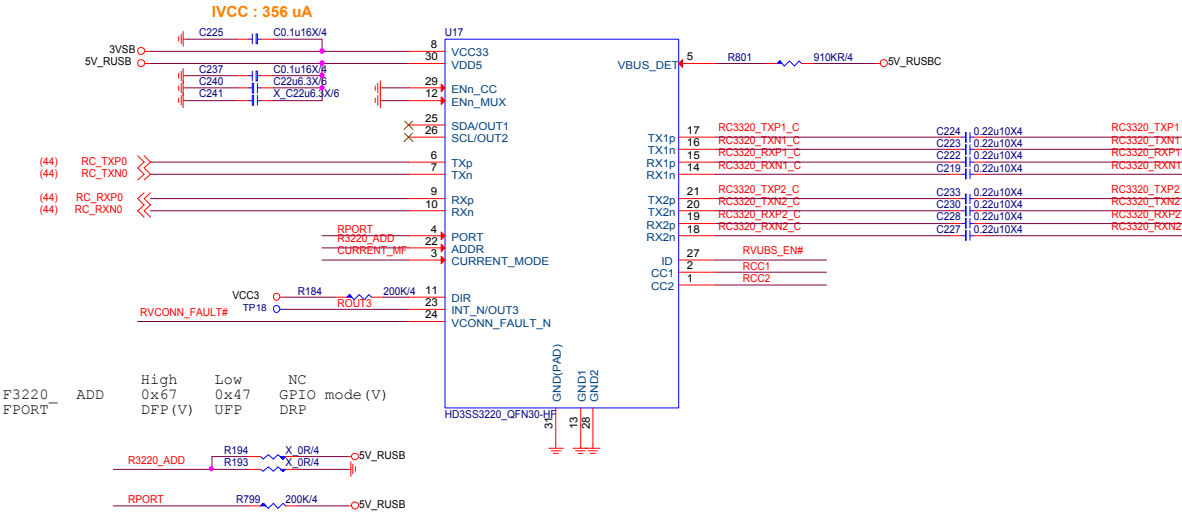 IVCC : 356 uA
C225 C0.1u16X/4 U17
3VSB 8 VCC33
5V_RUSB 30 VDD5 VBUS_DET 5 R801 910KR/4 5V_RUSBC
C237 C0.1u16X/4
C240 C22u6.3X/6 29 ENn_CC
C241 X_C22u6.3X/6 12 ENn_MUX
25 SDA/OUT1
26 SCL/OUT2
TX1p 17 RC3320_TXP1_C C224 0.22u10X4 RC3320_TXP1
TX1n 16 RC3320_TXN1_C C223 0.22u10X4 RC3320_TXN1
(44) RC_TXP0 6 TXp RX1p 15 RC3320_RXP1_C C222 0.22u10X4 RC3320_RXP1
(44) RC_TXN0 7 TXn RX1n 14 RC3320_RXN1_C C219 0.22u10X4 RC3320_RXN1
(44) RC_RXP0 9 RXp TX2p 21 RC3320_TXP2_C C233 0.22u10X4 RC3320_TXP2
(44) RC_RXN0 10 RXn TX2n 20 RC3320_TXN2_C C230 0.22u10X4 RC3320_TXN2
RX2p 19 RC3320_RXP2_C C228 0.22u10X4 RC3320_RXP2
RPORT 4 PORT RX2n 18 RC3320_RXN2_C C227 0.22u10X4 RC3320_RXN2
R3220_ADD 22 ADDR
CURRENT_MF 3 CURRENT_MODE ID 27 RVUBS_EN#
CC1 2 RCC1
CC2 1 RCC2
VCC3 R184 200K/4 11 DIR
TP18 ROUT3 23 INT_N/OUT3
RVCONN_FAULT# 24 VCONN_FAULT_N
GND(PAD) GND1 GND2
High Low NC
F3220_ ADD 0x67 0x47 GPIO mode(V)
FPORT DFP(V) UFP DRP
HD3SS3220_QFN30-HF
31 13 28
R194 X_0R/4 5V_RUSB
R3220_ADD R193 X_0R/4
RPORT R799 200K/4 5V_RUSB